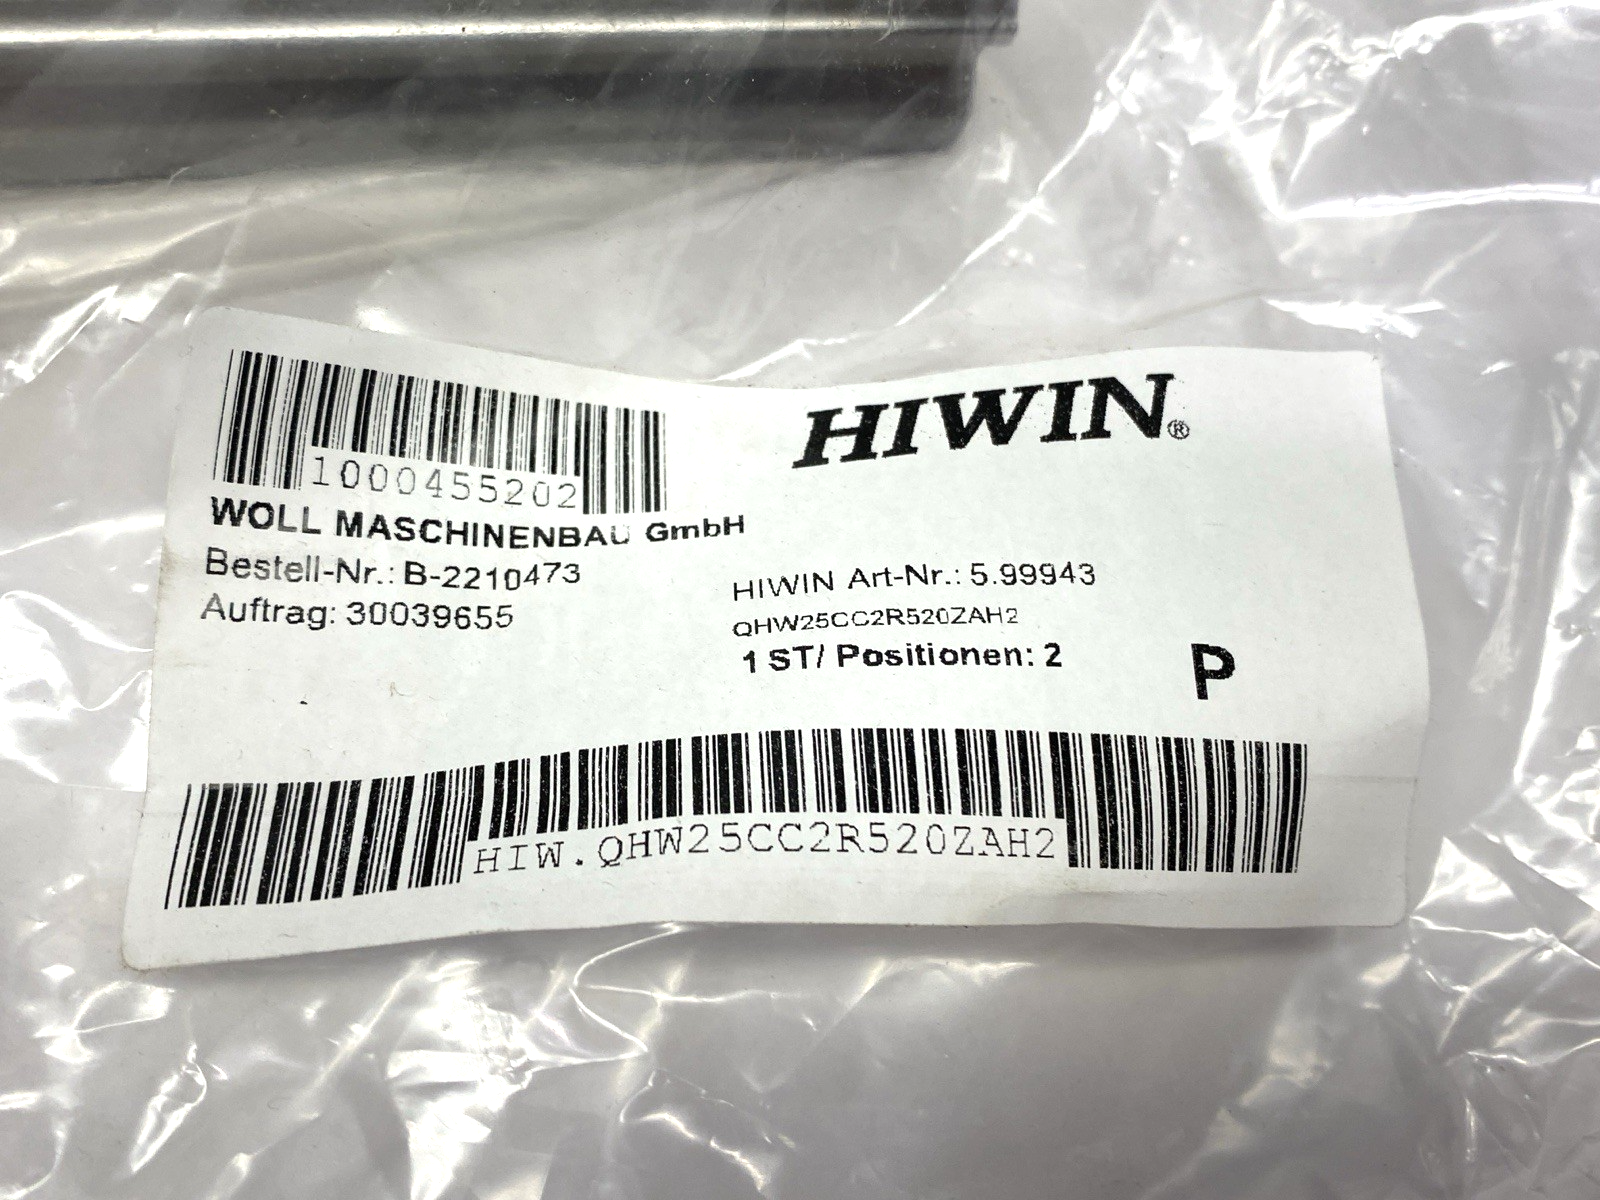 1000455202
HIWIN®
WOLL MASCHINENBAU GmbH
Bestell-Nr.: B-2210473
Auftrag: 30039655
HIWIN Art-Nr.: 5.99943
QHW25CC2R520ZAH2
1 ST/ Positionen: 2
P
HIW.QHW25CC2R520ZAH2